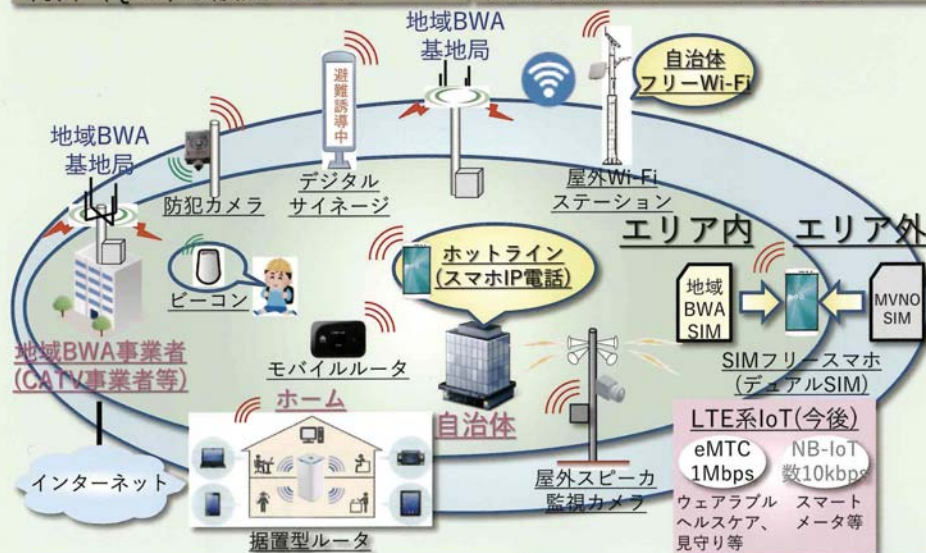 地域BWA
基地局
自治体
フリーWi-Fi
避難誘導中
地域BWA
基地局
防犯カメラ
デジタル
サイネージ
屋外Wi-Fi
ステーション
エリア内
エリア外
ホットライン
(スマホIP電話)
ビーコン
地域
BWA
SIM
MVNO
SIM
SIMフリースマホ
(デュアルSIM)
地域BWA事業者
(CATV事業者等)
モバイルルータ
自治体
ホーム
インターネット
据置型ルータ
屋外スピーカ
監視カメラ
LTE系IoT(今後)
eMTC
1Mbps
NB-IoT
数10kbps
ウェアラブル
ヘルスケア、
見守り等
スマート
メータ等